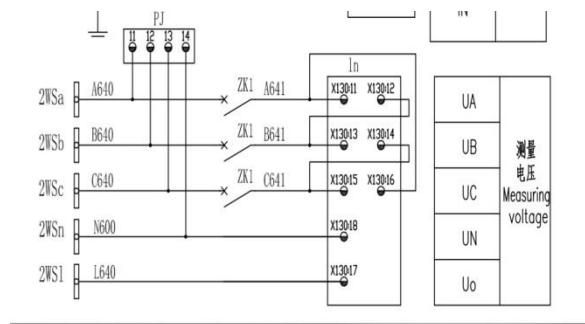 PJ
11 12 13 14
1n
2WSa A640 ZK1 A641 X13011 X13012 UA
2WSb B640 ZK1 B641 X13013 X13014 UB
2WSc C640 ZK1 C641 X13015 X13016 UC
2WSn N600 X13018 UN
2WSl L640 X13017 Uo
测量
电压
Measuring
voltage